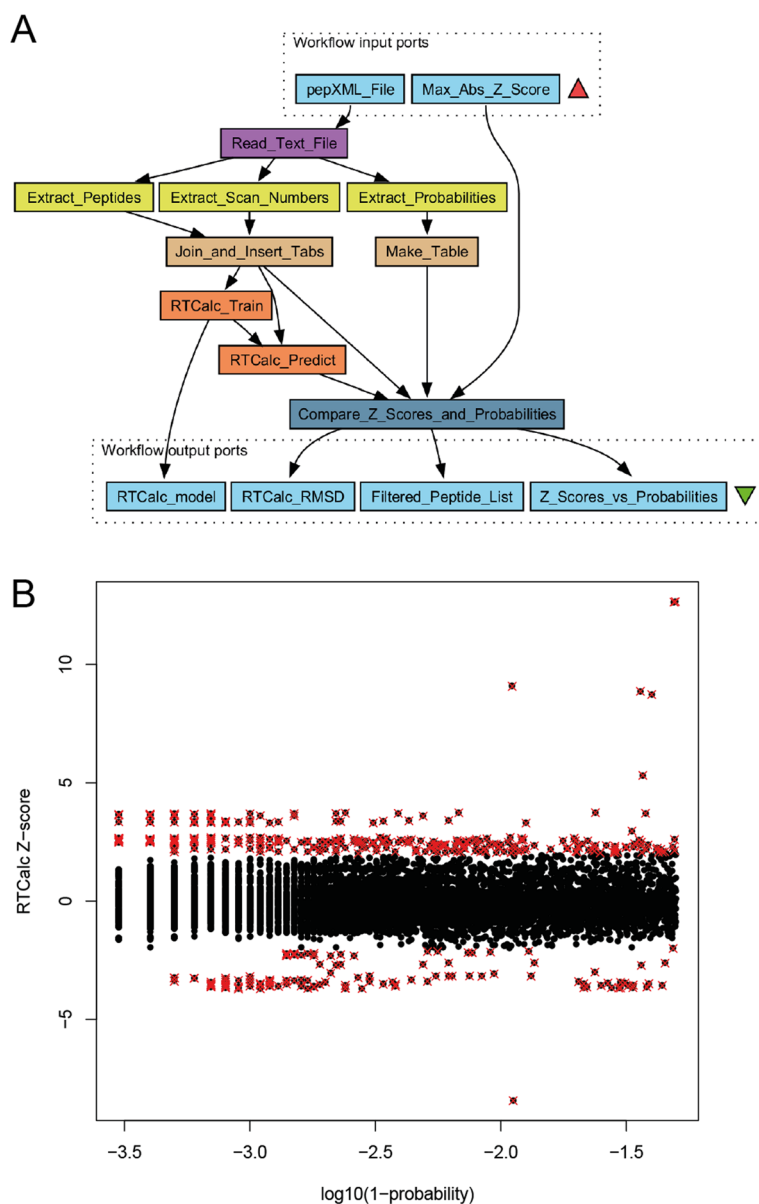 A
Workflow input ports
pepXML_File Max_Abs_Z_Score
Read_Text_File
Extract_Peptides Extract_Scan_Numbers Extract_Probabilities
Join_and_Insert_Tabs Make_Table
RTCalc_Train
RTCalc_Predict
Compare_Z_Scores_and_Probabilities
Workflow output ports
RTCalc_model RTCalc_RMSD Filtered_Peptide_List Z_Scores_vs_Probabilities
B
RTCalc Z-score
10
5
0
−5
−3.5 −3.0 −2.5 −2.0 −1.5
log10(1−probability)